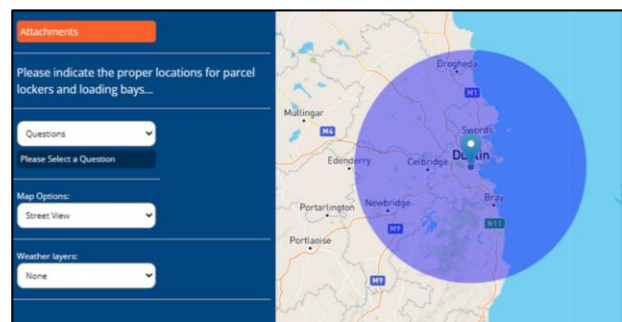 Attachments
Please indicate the proper locations for parcel
lockers and loading bays...
Questions
Please Select a Question
Map Options:
Street View
Weather layers:
None
Drogheda
M1
Mullingar
M4
Swords
Edenderry
Celbridge
Dublin
Portarlington
Newbridge
Bray
M9
N11
Portlaoise
M9